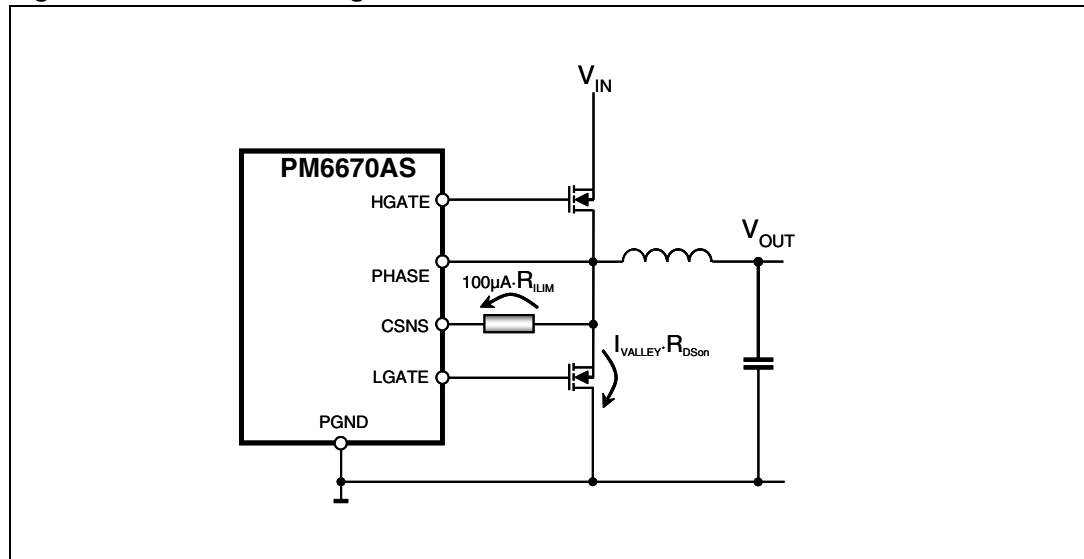 V_IN
PM6670AS
HGATE
V_OUT
PHASE
100µA·R_ILIM
CSNS
I_VALLEY·R_DSon
LGATE
PGND